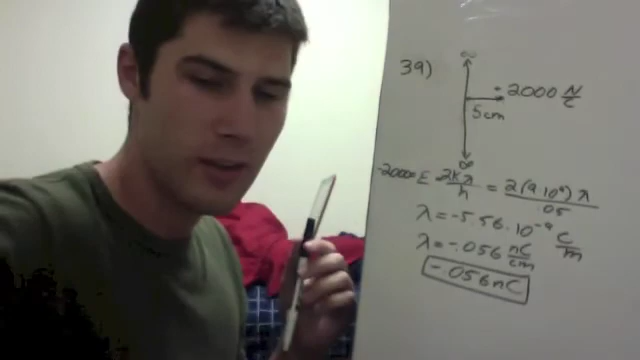 39)
∞
- 2000 N/C
5cm
∞
-2000= E 2Kλ/r = 2(9·10⁹)λ/.05
λ = -5.56·10⁻⁹ C/m
λ = -.056 nC/cm
-.056nC